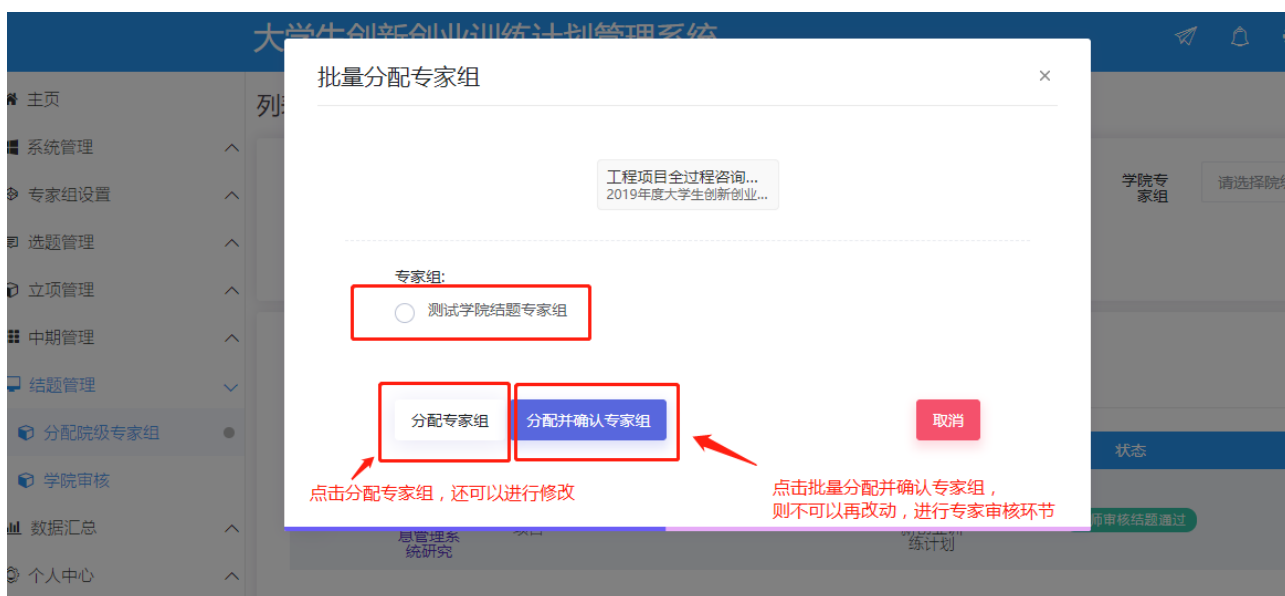 大学生创新创业训练计划管理系统
批量分配专家组
×
主页
系统管理
专家组设置
选题管理
立项管理
中期管理
结题管理
分配院级专家组
学院审核
数据汇总
个人中心
列表
工程项目全过程咨询...
2019年度大学生创新创业...
学院专
家组
请选择院级
专家组:
测试学院结题专家组
分配专家组
分配并确认专家组
取消
点击分配专家组，还可以进行修改
点击批量分配并确认专家组，
则不可以再改动，进行专家审核环节
状态
师审核结题通过
息管理系
统研究
项目
新创业训
练计划